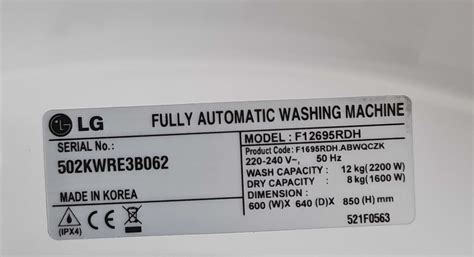 LG FULLY AUTOMATIC WASHING MACHINE
SERIAL No.:
502KWRE3B062
MADE IN KOREA
(IPX4)
MODEL : F12695RDH
Product Code : F1695RDH.ABWQCZK
220-240 V~, 50 Hz
WASH CAPACITY : 12 kg (2200 W)
DRY CAPACITY : 8 kg (1600 W)
DIMENSION :
600 (W)X 640 (D)X 850 (H) mm
521F0563